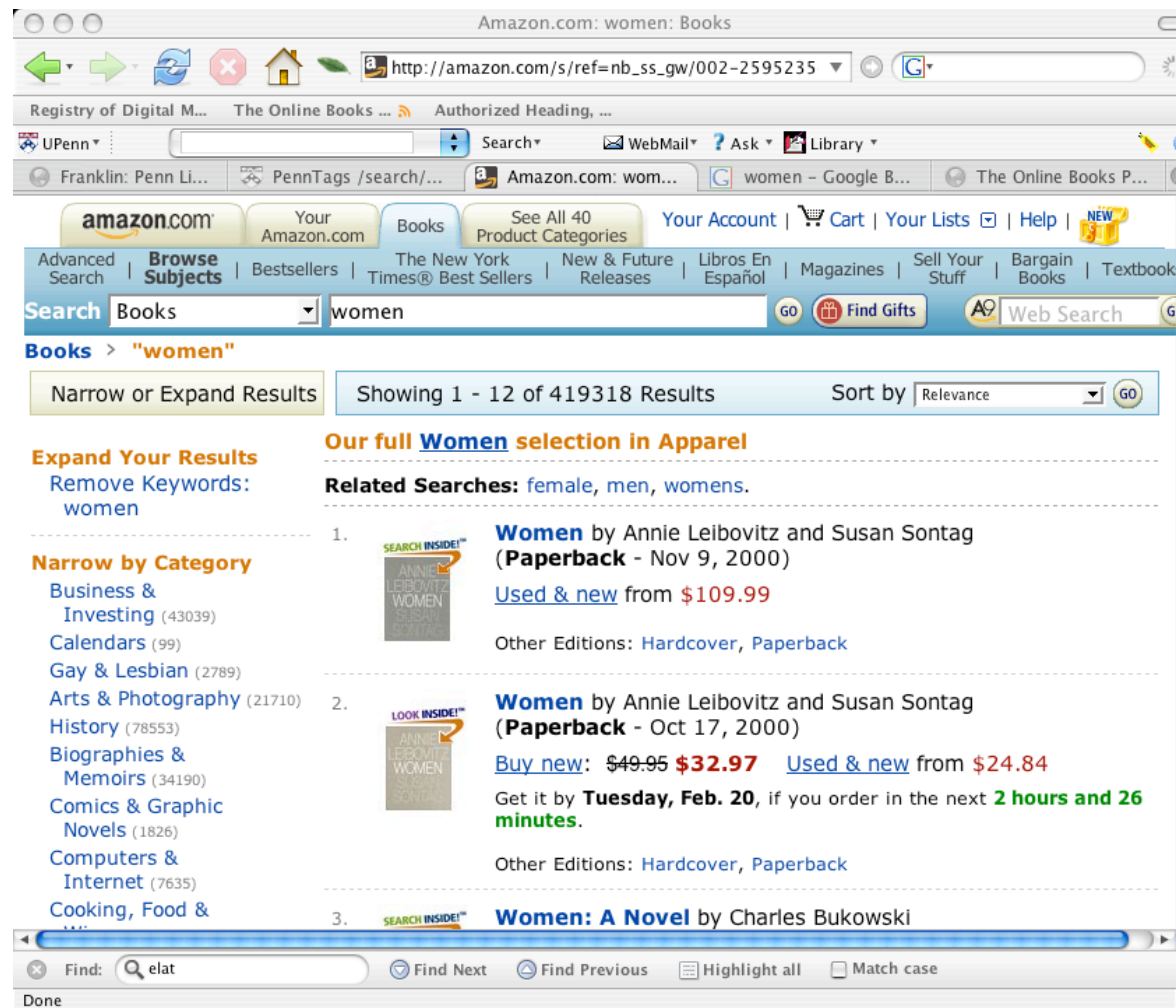 Amazon.com: women: Books
http://amazon.com/s/ref=nb_ss_gw/002-2595235
G
Registry of Digital M... The Online Books ... Authorized Heading, ...
UPenn Search WebMail ? Ask Library
Franklin: Penn Li... PennTags /search/... Amazon.com: wom... women - Google B... The Online Books P...
amazon.com Your Amazon.com Books See All 40 Product Categories Your Account | Cart | Your Lists | Help | NEW
Advanced Search | Browse Subjects | Bestsellers | The New York Times® Best Sellers | New & Future Releases | Libros En Español | Magazines | Sell Your Stuff | Bargain Books | Textbook
Search Books women GO Find Gifts A9 Web Search G
Books > "women"
Narrow or Expand Results
Showing 1 - 12 of 419318 Results Sort by Relevance GO
Expand Your Results
Remove Keywords:
women
Narrow by Category
Business &
Investing (43039)
Calendars (99)
Gay & Lesbian (2789)
Arts & Photography (21710)
History (78553)
Biographies &
Memoirs (34190)
Comics & Graphic
Novels (1826)
Computers &
Internet (7635)
Cooking, Food &
Our full Women selection in Apparel
Related Searches: female, men, womens.
1.
SEARCH INSIDE!™
ANNIE
LEIBOVITZ
WOMEN
SUSAN
SONTAG
Women by Annie Leibovitz and Susan Sontag
(Paperback - Nov 9, 2000)
Used & new from $109.99
Other Editions: Hardcover, Paperback
2.
LOOK INSIDE!™
ANNIE
LEIBOVITZ
WOMEN
SUSAN
SONTAG
Women by Annie Leibovitz and Susan Sontag
(Paperback - Oct 17, 2000)
Buy new: $49.95 $32.97 Used & new from $24.84
Get it by Tuesday, Feb. 20, if you order in the next 2 hours and 26
minutes.
Other Editions: Hardcover, Paperback
3.
SEARCH INSIDE!™
Women: A Novel by Charles Bukowski
Find: elat Find Next Find Previous Highlight all Match case
Done